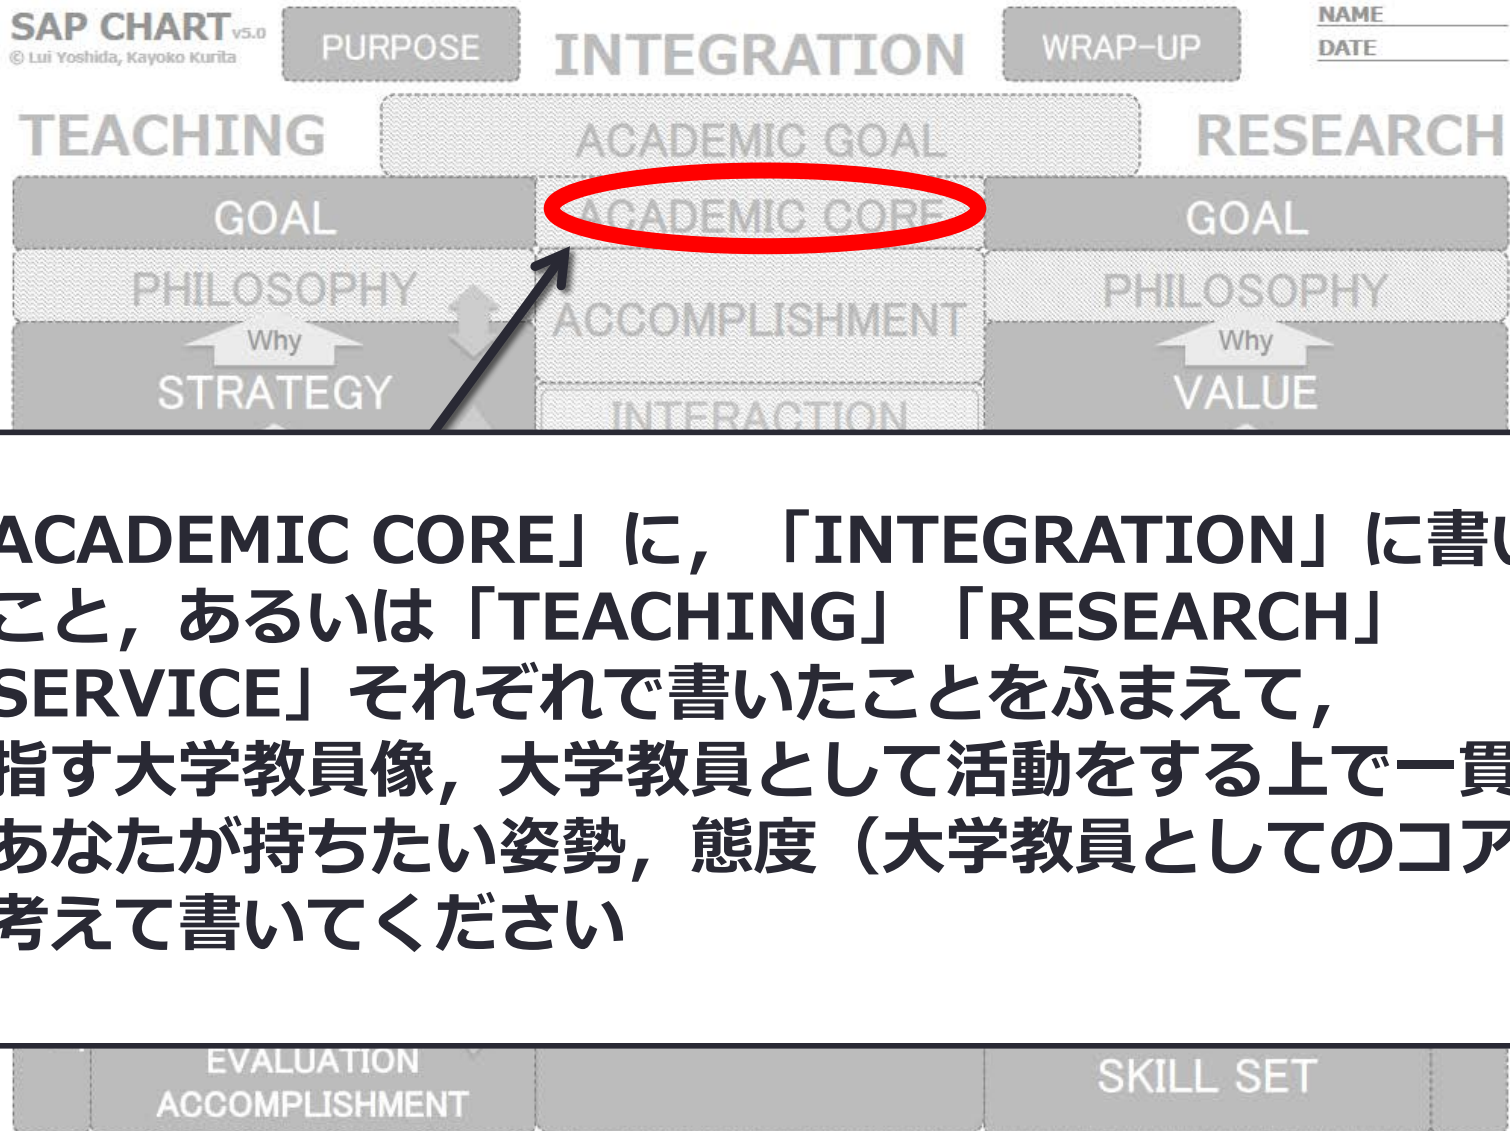 SAP CHART v5.0
© Lui Yoshida, Kayoko Kurita
PURPOSE
INTEGRATION
WRAP-UP
NAME
DATE
TEACHING
ACADEMIC GOAL
RESEARCH
GOAL
ACADEMIC CORE
GOAL
PHILOSOPHY
ACCOMPLISHMENT
PHILOSOPHY
Why
Why
STRATEGY
INTERACTION
VALUE
ACADEMIC CORE」に，「INTEGRATION」に書い
こと，あるいは「TEACHING」「RESEARCH」
SERVICE」それぞれで書いたことをふまえて，
指す大学教員像，大学教員として活動をする上で一貫
あなたが持ちたい姿勢，態度（大学教員としてのコア
考えて書いてください
EVALUATION
ACCOMPLISHMENT
SKILL SET